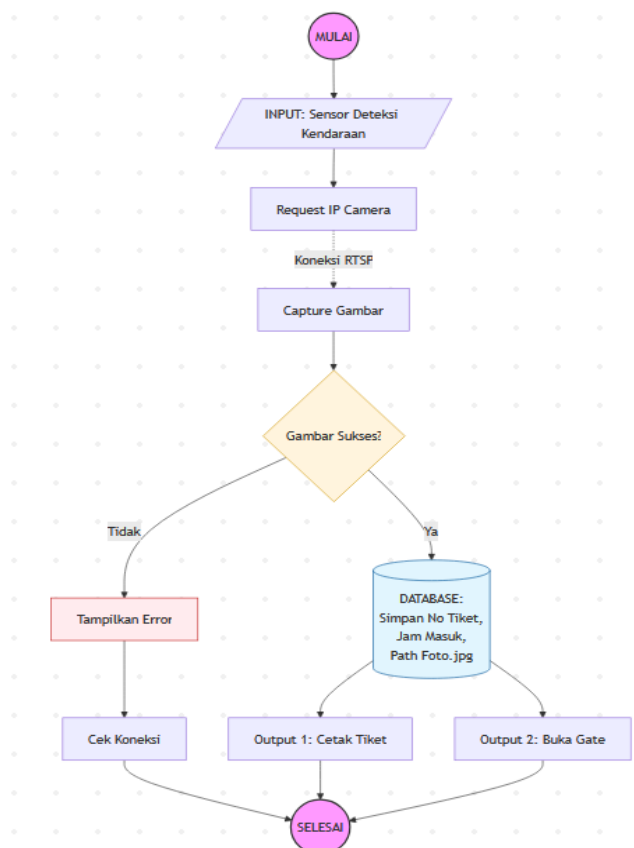 MULAI
INPUT: Sensor Deteksi
Kendaraan
Request IP Camera
Koneksi RTSP
Capture Gambar
Gambar Sukses?
Tidak
Ya
Tampilkan Error
DATABASE:
Simpan No Tiket,
Jam Masuk,
Path Foto.jpg
Cek Koneksi
Output 1: Cetak Tiket
Output 2: Buka Gate
SELESAI